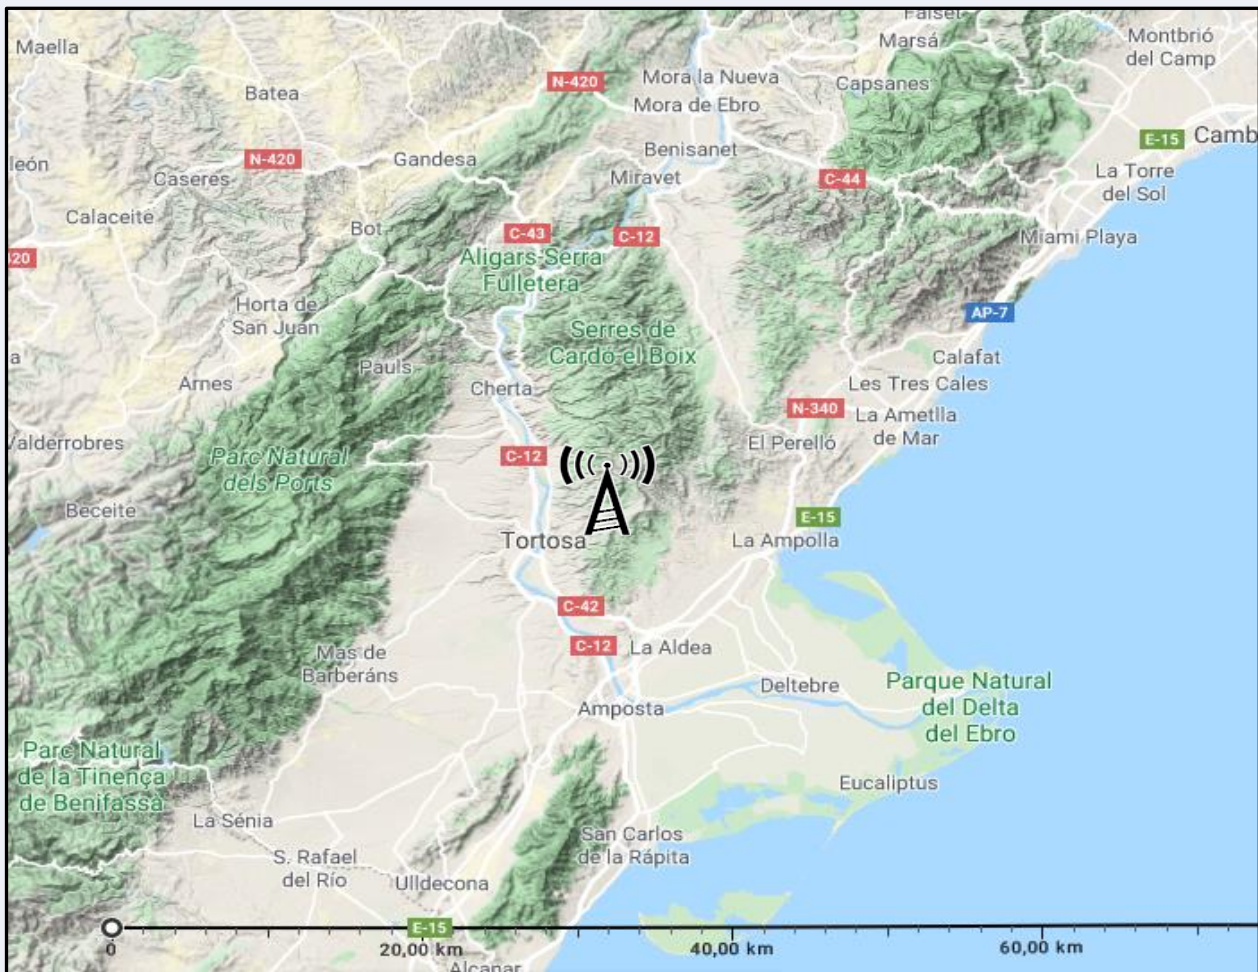 Falset
Maella
Marsá
Montbrió
del Camp
N-420
Mora la Nueva
Capsanes
Batea
Mora de Ebro
E-15
Camb
N-420
Gandesa
Benisanet
león
Caseres
Miravet
C-44
La Torre
del Sol
Calaceite
Bot
C-43
C-12
Miami Playa
420
Aligars-Serra
Fulletera
Horta de
San Juán
AP-7
Serres de
Cardó-el Boix
a
Pauls
Calafat
Arnes
Cherta
Les Tres Cales
N-340
La Ametlla
de Mar
Valderrobres
El Perelló
Parc Natural
dels Ports
C-12
Beceite
E-15
Tortosa
La Ampolla
C-42
C-12
La Aldea
Mas de
Barberáns
Deltebre
Parque Natural
del Delta
del Ebro
Amposta
Parc Natural
de la Tinença
de Benifassà
Eucaliptus
La Sénia
San Carlos
de la Rápita
S. Rafael
del Río
Ulldecona
E-15
0
20,00 km
40,00 km
60,00 km
Alcanar